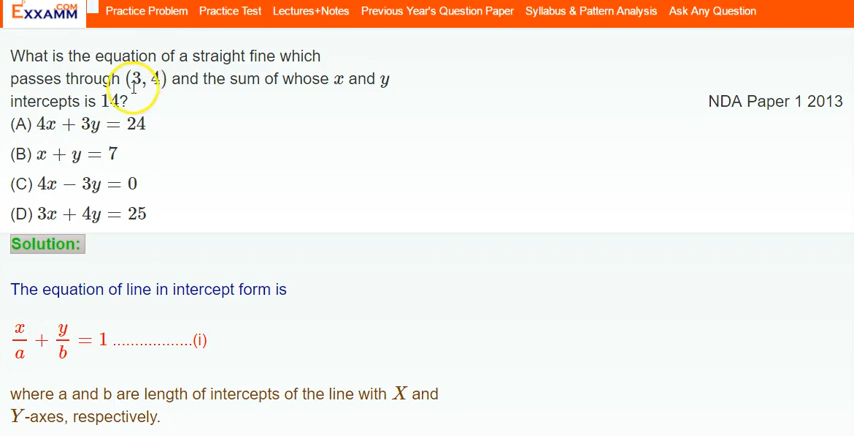 EXXAMM .COM Practice Problem Practice Test Lectures+Notes Previous Year's Question Paper Syllabus & Pattern Analysis Ask Any Question
What is the equation of a straight fine which
passes through (3, 4) and the sum of whose x and y
intercepts is 14?
NDA Paper 1 2013
(A) 4x + 3y = 24
(B) x + y = 7
(C) 4x − 3y = 0
(D) 3x + 4y = 25
Solution:
The equation of line in intercept form is
x/a + y/b = 1 ..................(i)
where a and b are length of intercepts of the line with X and
Y-axes, respectively.